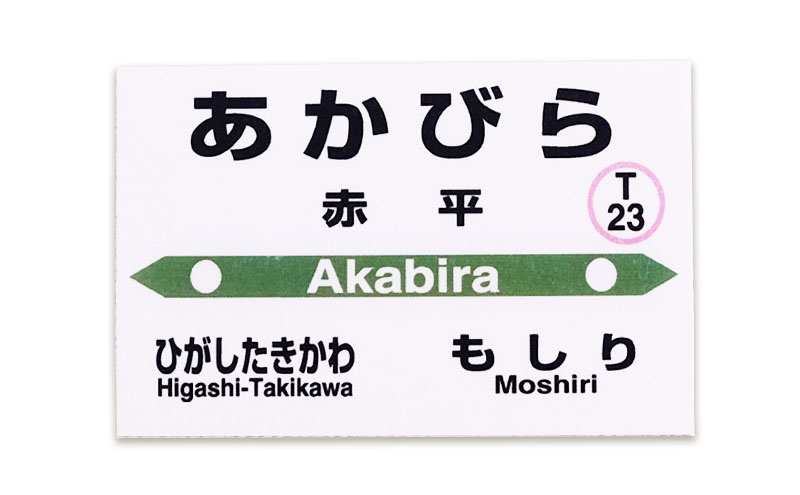 あかびら
赤平
T
23
Akabira
ひがしたきかわ
Higashi-Takikawa
もしり
Moshiri